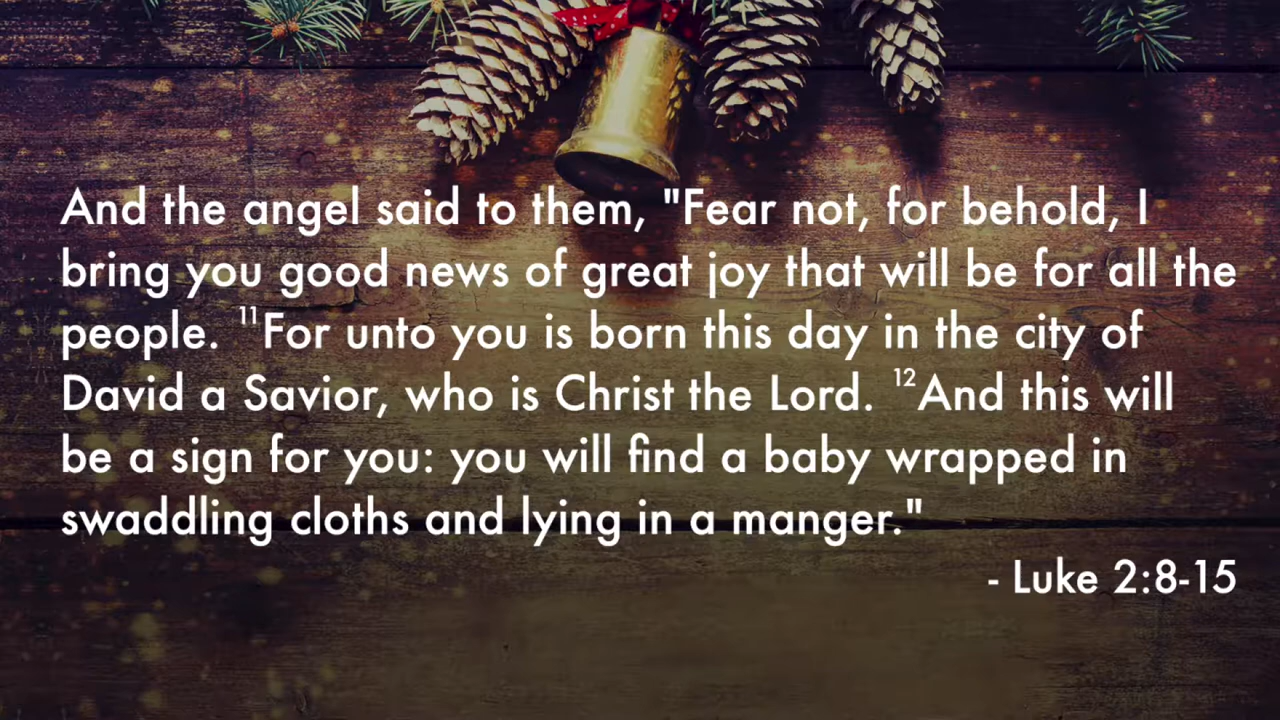 And the angel said to them, "Fear not, for behold, I
bring you good news of great joy that will be for all the
people. ¹¹For unto you is born this day in the city of
David a Savior, who is Christ the Lord. ¹²And this will
be a sign for you: you will find a baby wrapped in
swaddling cloths and lying in a manger."
- Luke 2:8-15